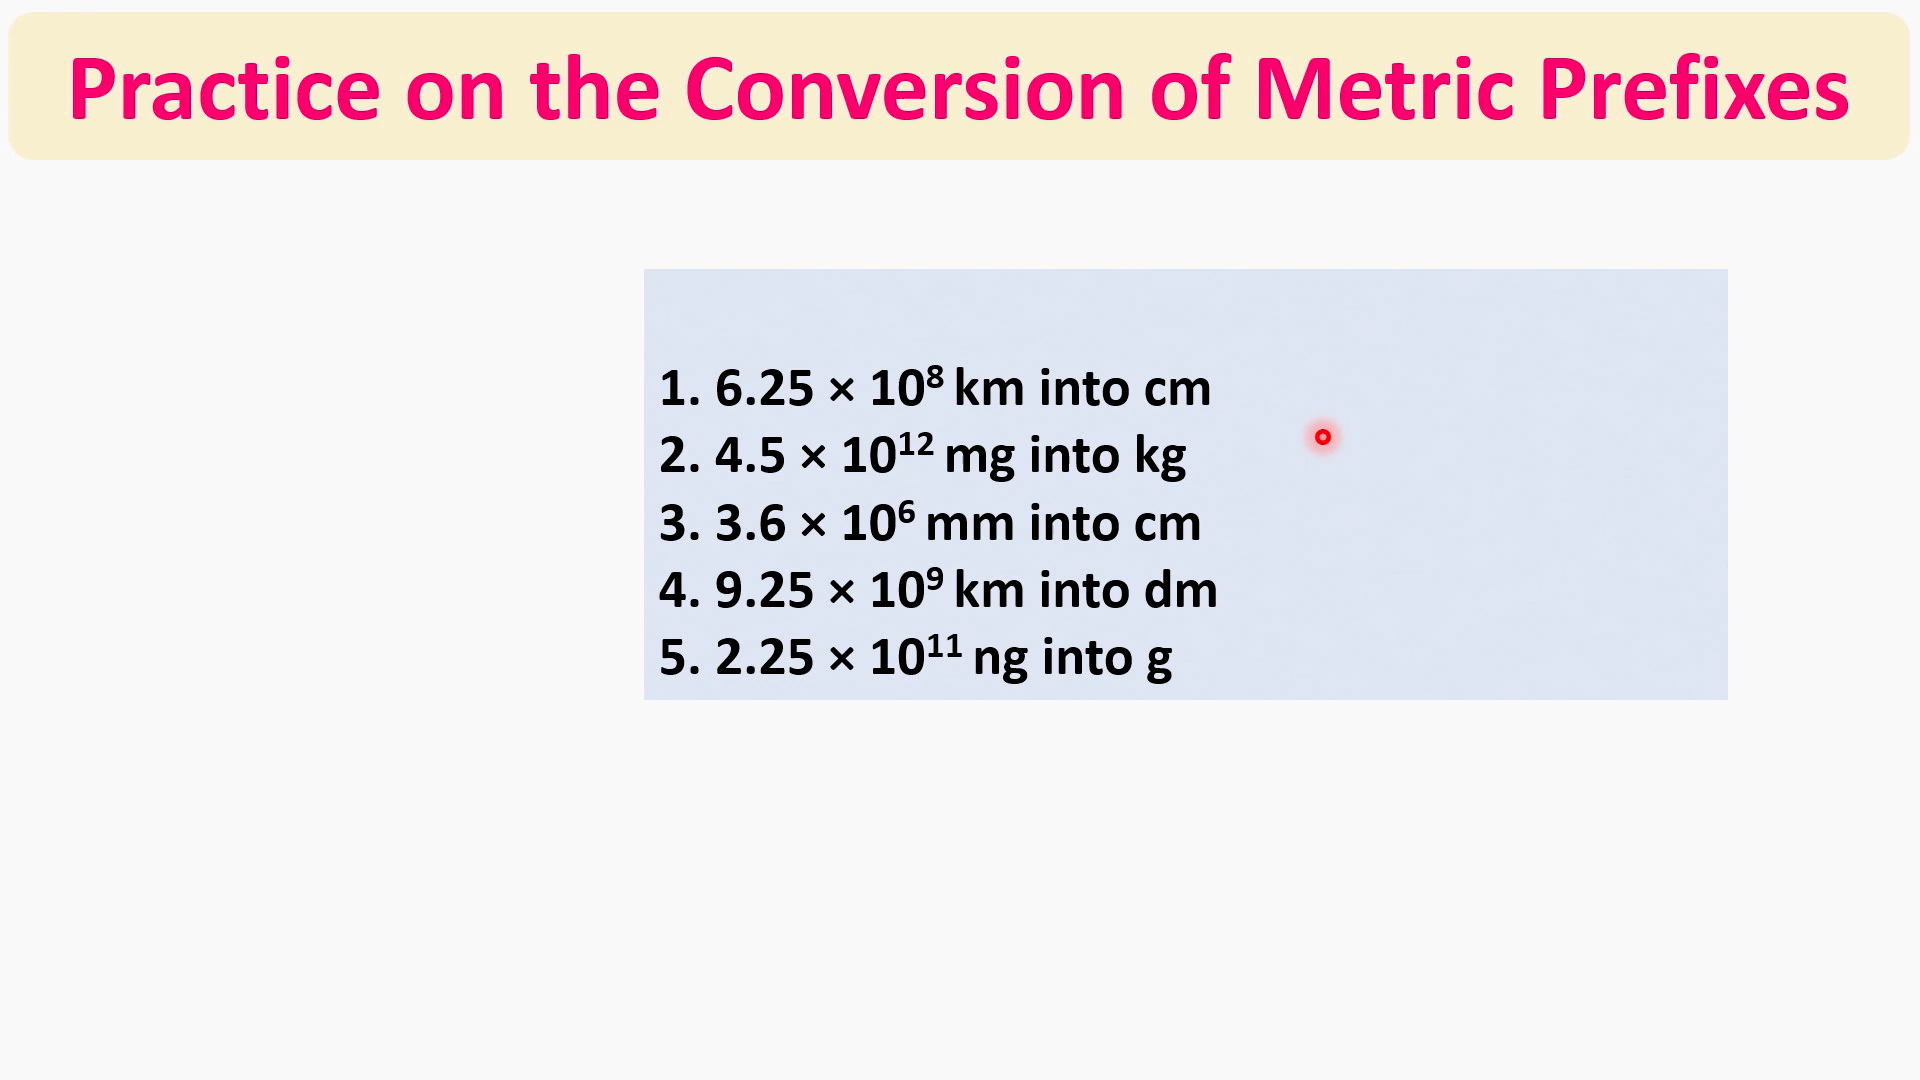 Practice on the Conversion of Metric Prefixes
1. 6.25 × 10⁸ km into cm
2. 4.5 × 10¹² mg into kg
3. 3.6 × 10⁶ mm into cm
4. 9.25 × 10⁹ km into dm
5. 2.25 × 10¹¹ ng into g